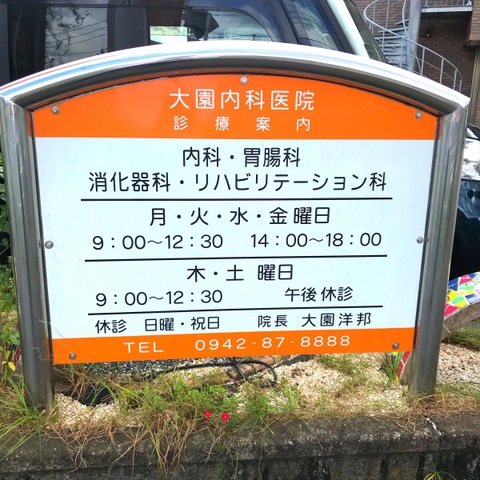 大園内科医院
診療案内
内科・胃腸科
消化器科・リハビリテーション科
月・火・水・金曜日
9：00〜12：30 14：00〜18：00
木・土 曜日
9：00〜12：30 午後 休診
休診 日曜・祝日 院長 大園洋邦
TEL 0942-87-8888